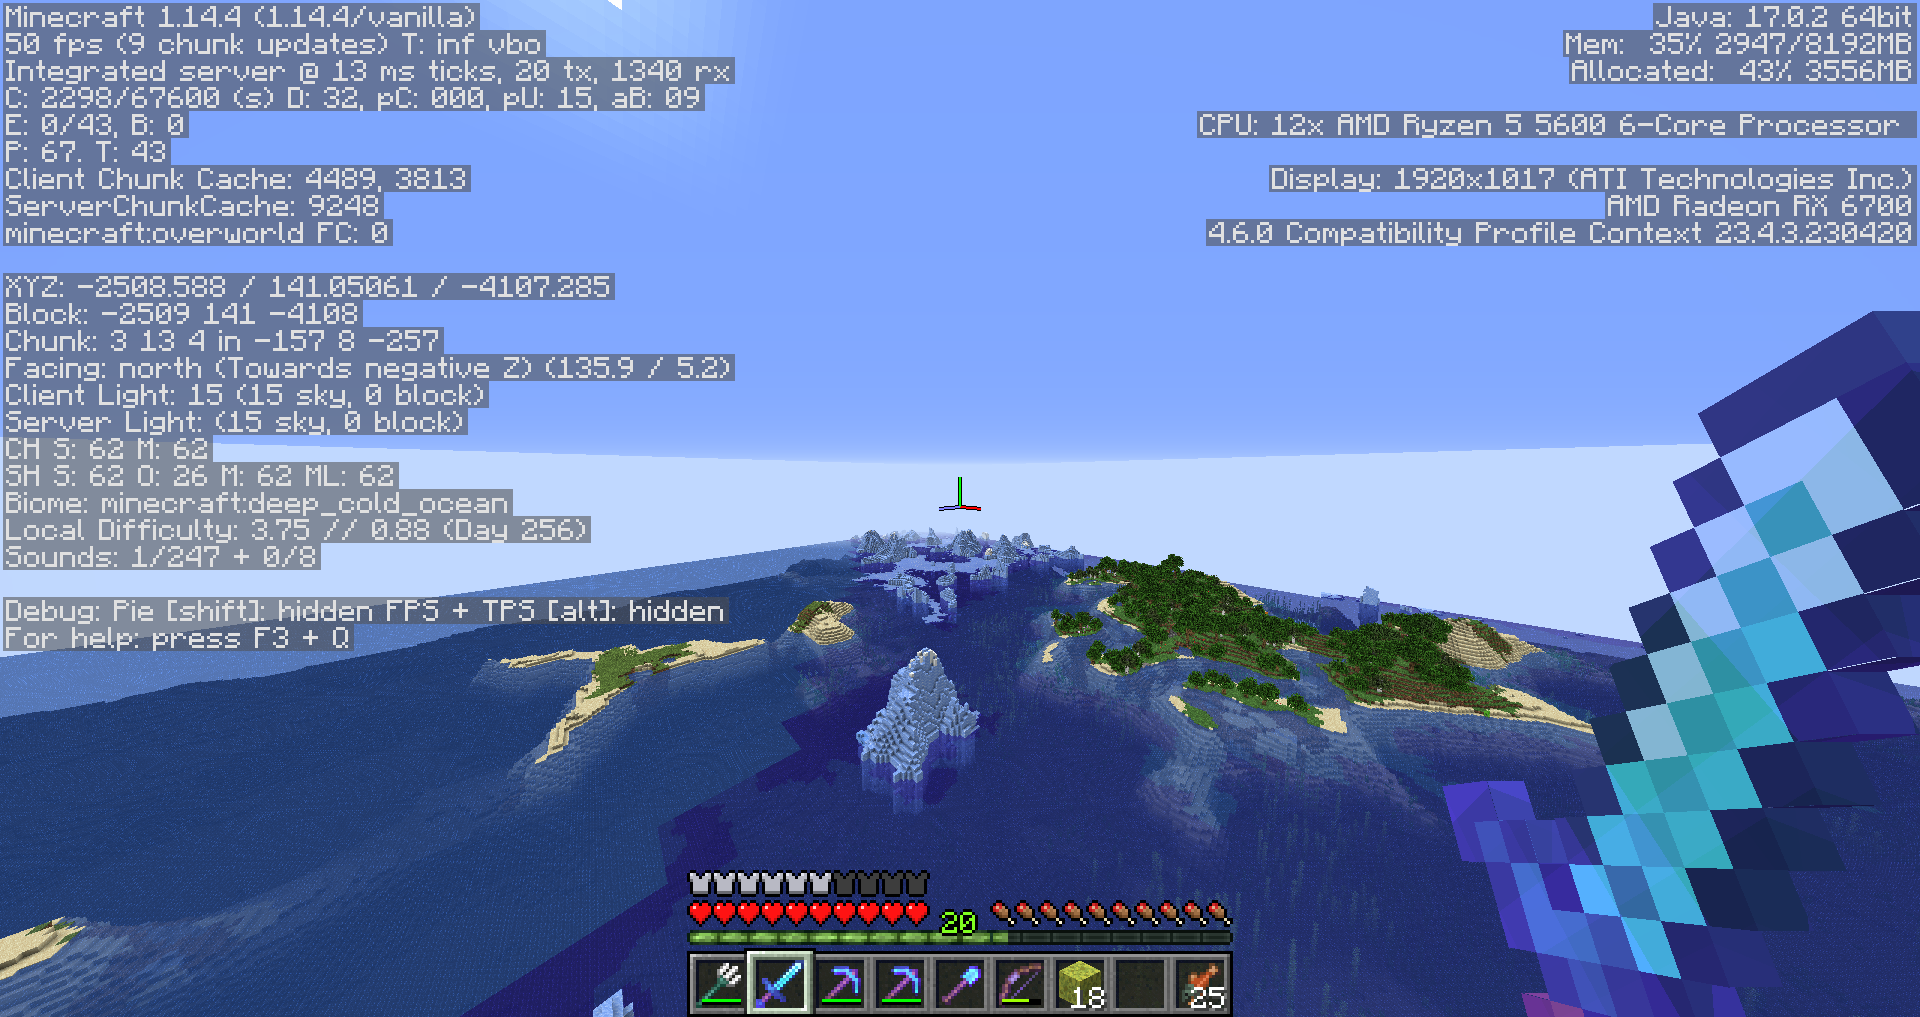 Minecraft 1.14.4 (1.14.4/vanilla)
50 fps (9 chunk updates) T: inf vbo
Integrated server @ 13 ms ticks, 20 tx, 1340 rx
C: 2298/67600 (s) D: 32, pC: 000, pU: 15, aB: 09
E: 0/43, B: 0
P: 67. T: 43
Client Chunk Cache: 4489, 3813
ServerChunkCache: 9248
minecraft:overworld FC: 0
XYZ: -2508.588 / 141.05061 / -4107.285
Block: -2509 141 -4108
Chunk: 3 13 4 in -157 8 -257
Facing: north (Towards negative Z) (135.9 / 5.2)
Client Light: 15 (15 sky, 0 block)
Server Light: (15 sky, 0 block)
CH S: 62 M: 62
SH S: 62 O: 26 M: 62 ML: 62
Biome: minecraft:deep_cold_ocean
Local Difficulty: 3.75 // 0.88 (Day 256)
Sounds: 1/247 + 0/8
Debug: Pie [shift]: hidden FPS + TPS [alt]: hidden
For help: press F3 + Q
Java: 17.0.2 64bit
Mem: 35% 2947/8192MB
Allocated: 43% 3556MB
CPU: 12x AMD Ryzen 5 5600 6-Core Processor
Display: 1920x1017 (ATI Technologies Inc.)
AMD Radeon RX 6700
4.6.0 Compatibility Profile Context 23.4.3.230420
20
18
25